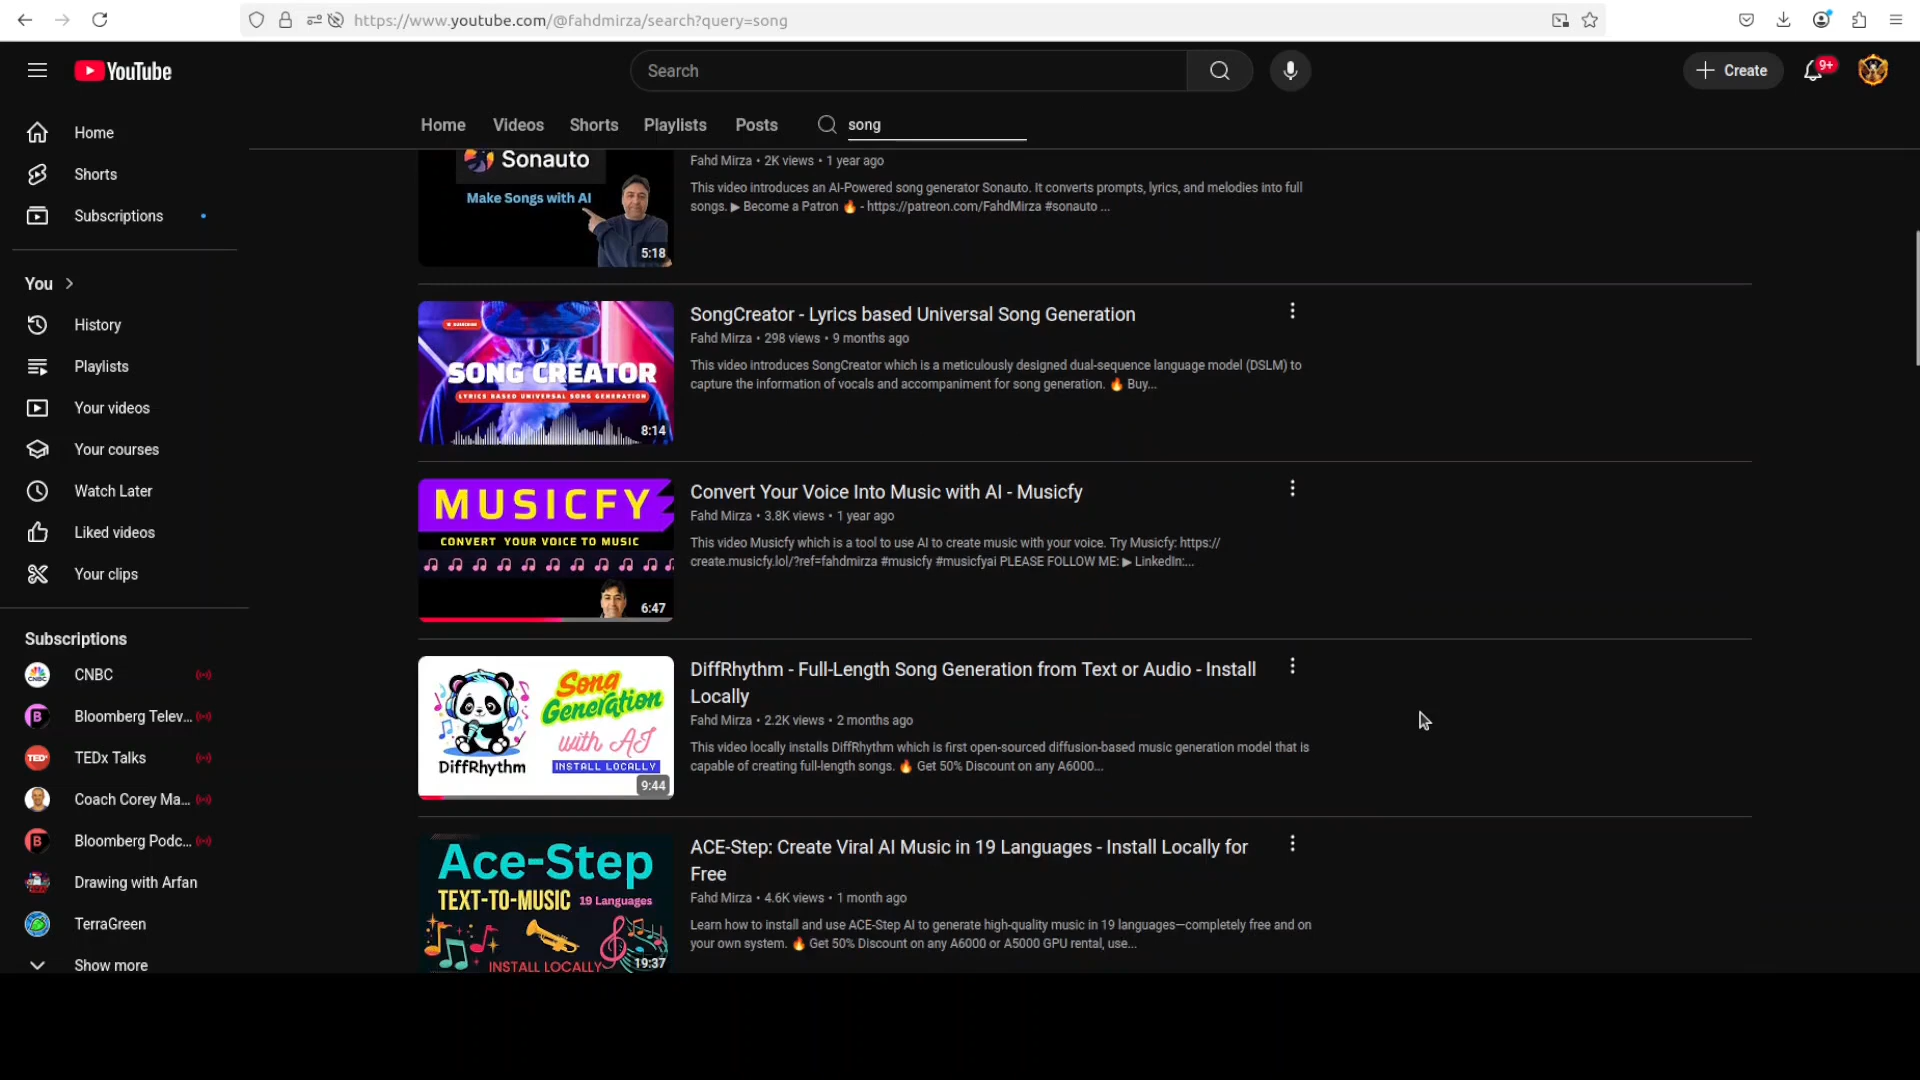 https://www.youtube.com/@fahdmirza/search?query=song
YouTube
Search
Create
9+
Home
Videos
Shorts
Playlists
Posts
song
Home
Shorts
Subscriptions
You
History
Playlists
Your videos
Your courses
Watch Later
Liked videos
Your clips
Subscriptions
CNBC
Bloomberg Telev...
TEDx Talks
Coach Corey Ma...
Bloomberg Podc...
Drawing with Arfan
TerraGreen
Show more
Sonauto
Make Songs with AI
5:18
Fahd Mirza • 2K views • 1 year ago
This video introduces an AI-Powered song generator Sonauto. It converts prompts, lyrics, and melodies into full
songs. ▶ Become a Patron 🔥 - https://patreon.com/FahdMirza #sonauto ...
SONG CREATOR
LYRICS BASED UNIVERSAL SONG GENERATION
8:14
SongCreator - Lyrics based Universal Song Generation
Fahd Mirza • 298 views • 9 months ago
This video introduces SongCreator which is a meticulously designed dual-sequence language model (DSLM) to
capture the information of vocals and accompaniment for song generation. 🔥 Buy...
MUSICFY
CONVERT YOUR VOICE TO MUSIC
6:47
Convert Your Voice Into Music with AI - Musicfy
Fahd Mirza • 3.8K views • 1 year ago
This video Musicfy which is a tool to use AI to create music with your voice. Try Musicfy: https://
create.musicfy.lol/?ref=fahdmirza #musicfy #musicfyai PLEASE FOLLOW ME: ▶ LinkedIn:...
Song
Generation
with AI
DiffRhythm
INSTALL LOCALLY
9:44
DiffRhythm - Full-Length Song Generation from Text or Audio - Install
Locally
Fahd Mirza • 2.2K views • 2 months ago
This video locally installs DiffRhythm which is first open-sourced diffusion-based music generation model that is
capable of creating full-length songs. 🔥 Get 50% Discount on any A6000...
Ace-Step
TEXT-TO-MUSIC 19 Languages
INSTALL LOCALLY
19:37
ACE-Step: Create Viral AI Music in 19 Languages - Install Locally for
Free
Fahd Mirza • 4.6K views • 1 month ago
Learn how to install and use ACE-Step AI to generate high-quality music in 19 languages—completely free and on
your own system. 🔥 Get 50% Discount on any A6000 or A5000 GPU rental, use...